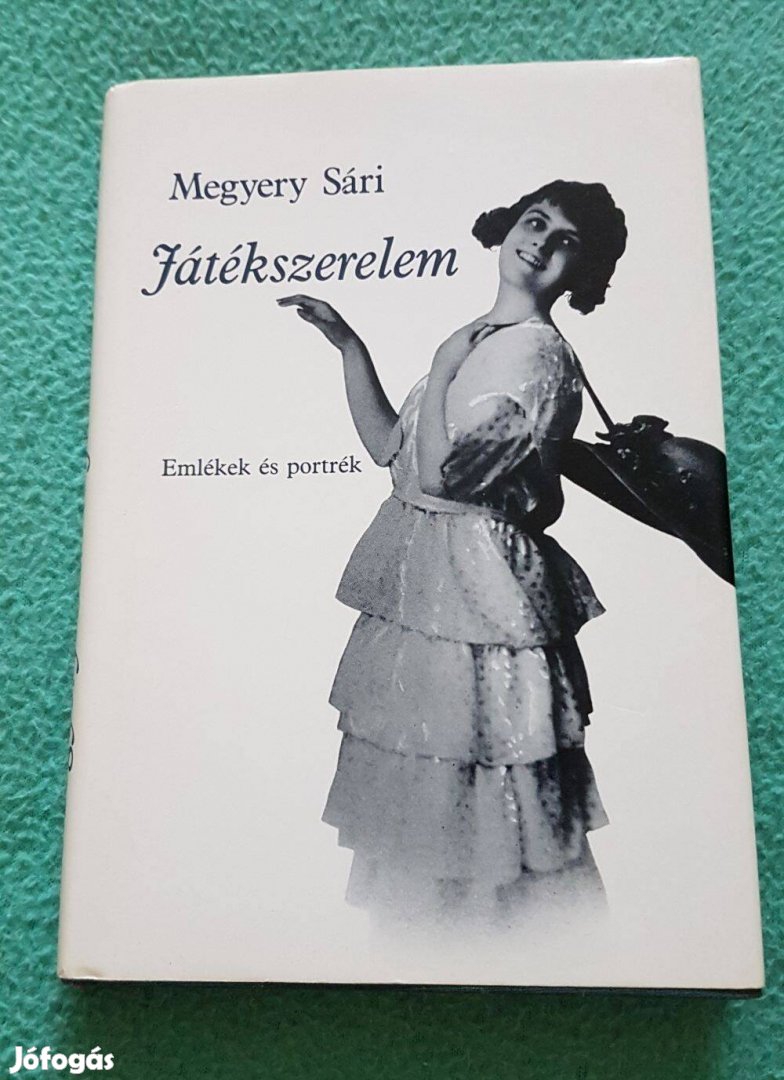 Megyery Sári
Játékszerelem
Emlékek és portrék
Jófogás